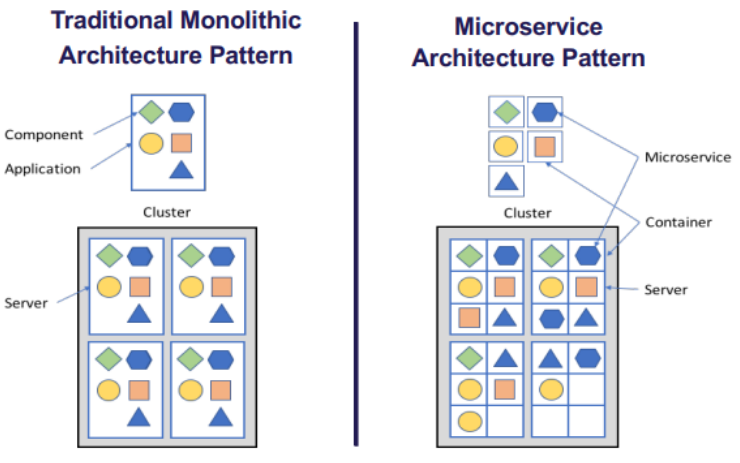 Traditional Monolithic
Architecture Pattern
Component
Application
Cluster
Server
Microservice
Architecture Pattern
Microservice
Cluster
Container
Server